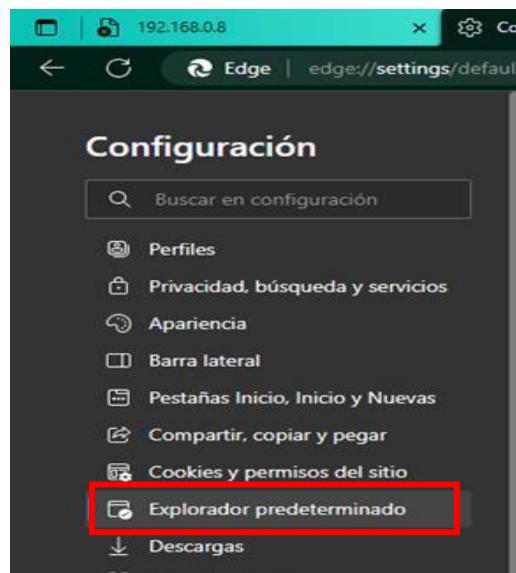 192.168.0.8
Co
Edge | edge://settings/defaul
Configuración
Buscar en configuración
Perfiles
Privacidad, búsqueda y servicios
Apariencia
Barra lateral
Pestañas Inicio, Inicio y Nuevas
Compartir, copiar y pegar
Cookies y permisos del sitio
Explorador predeterminado
Descargas